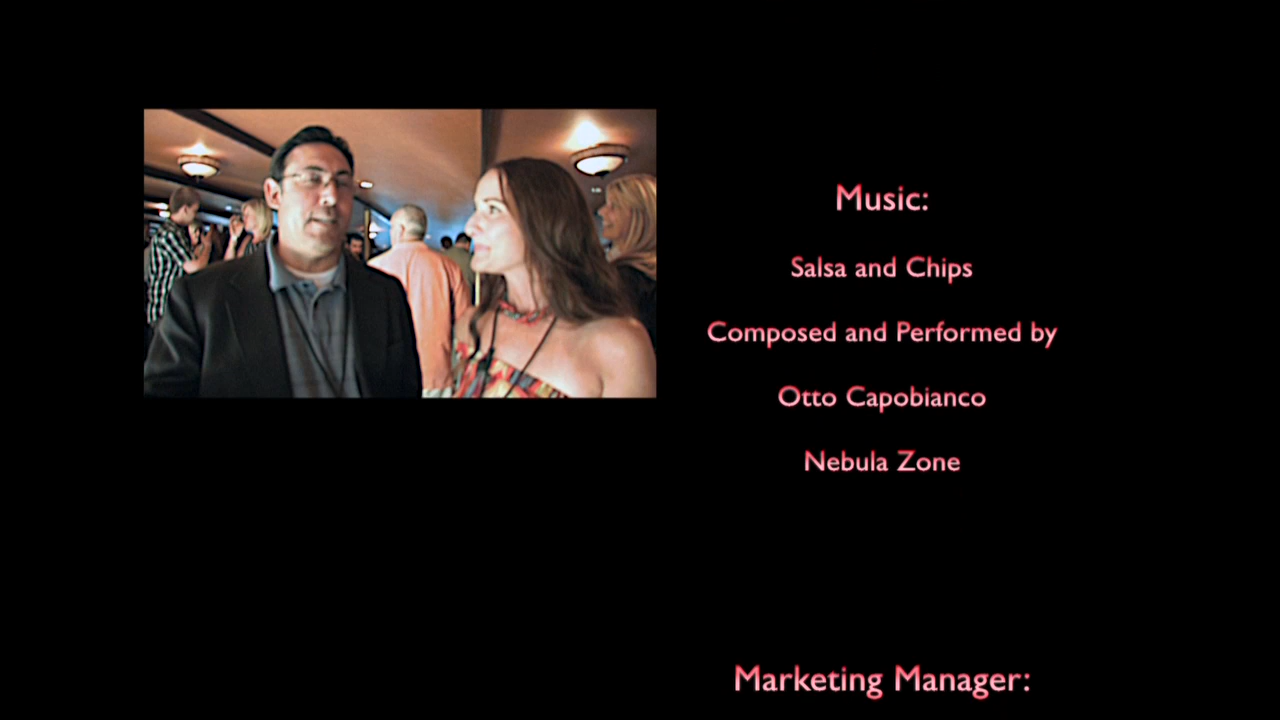 Music:
Salsa and Chips
Composed and Performed by
Otto Capobianco
Nebula Zone
Marketing Manager: